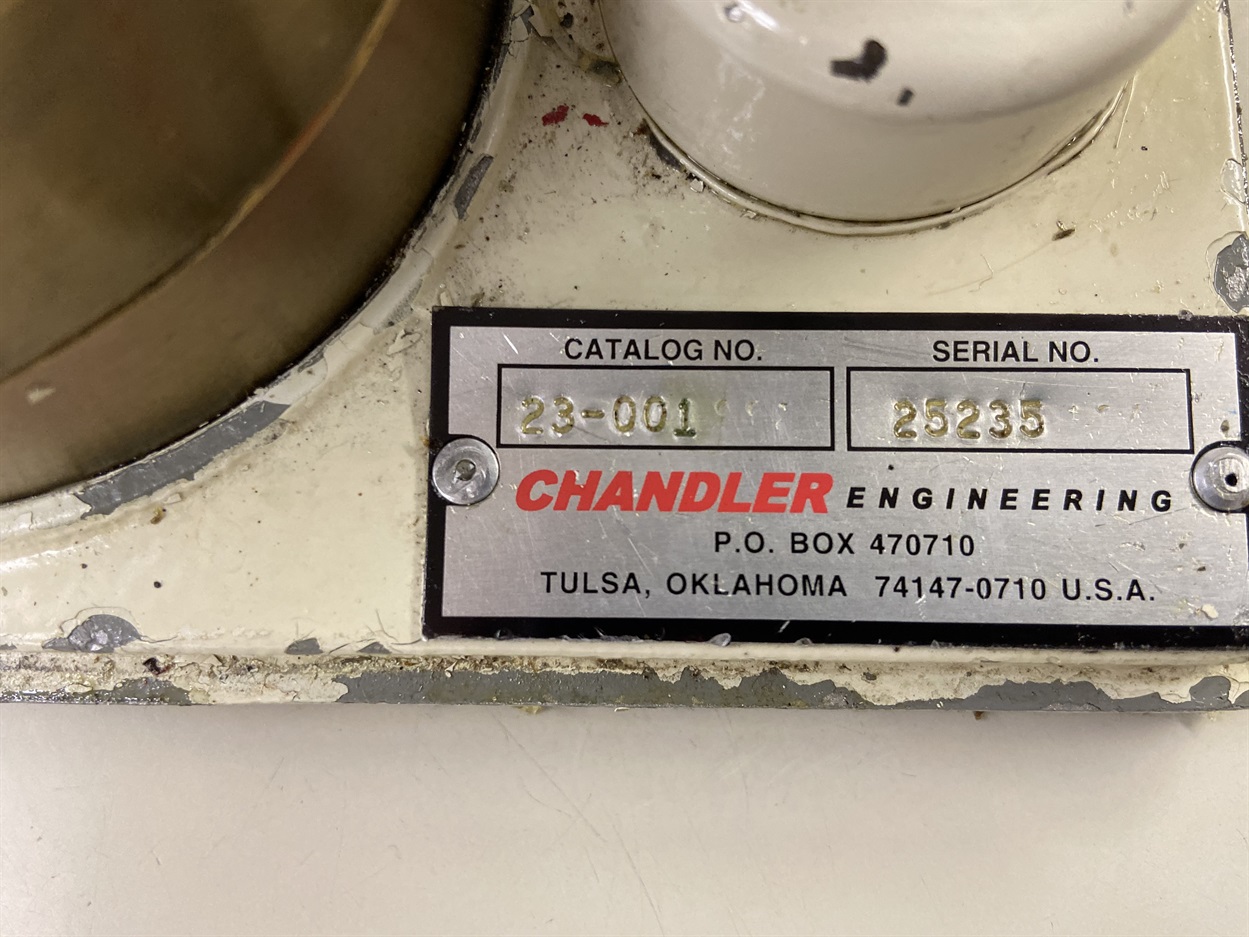 CATALOG NO. SERIAL NO.
23-001 25235
CHANDLER ENGINEERING
P.O. BOX 470710
TULSA, OKLAHOMA 74147-0710 U.S.A.